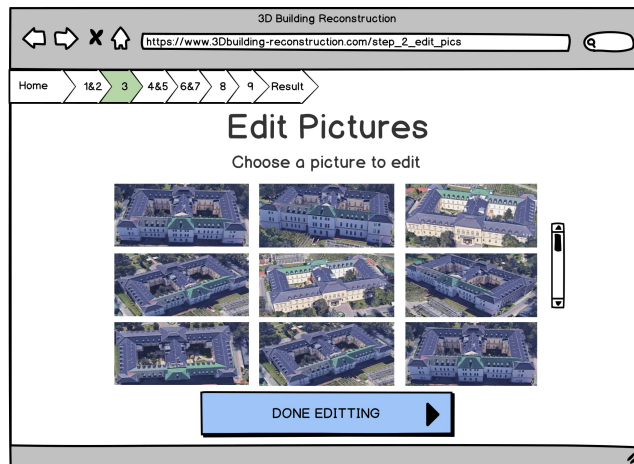 3D Building Reconstruction
https://www.3Dbuilding-reconstruction.com/step_2_edit_pics
Home 1&2 3 4&5 6&7 8 9 Result
Edit Pictures
Choose a picture to edit
DONE EDITTING